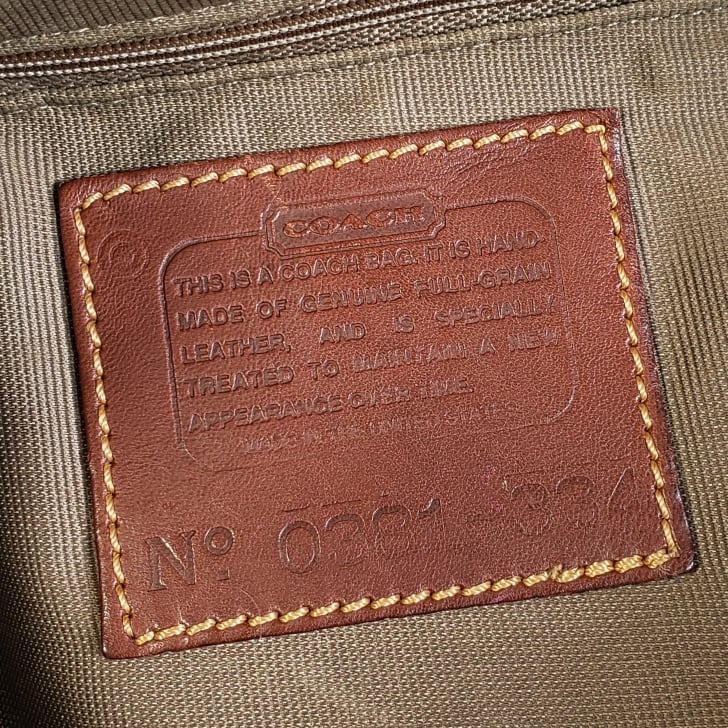 COACH
THIS IS A COACH BAG. IT IS HAND-
MADE OF GENUINE FULL-GRAIN
LEATHER, AND IS SPECIALLY
TREATED TO MAINTAIN A NEW
APPEARANCE OVER TIME.
MADE IN THE UNITED STATES
Nº 0381-334